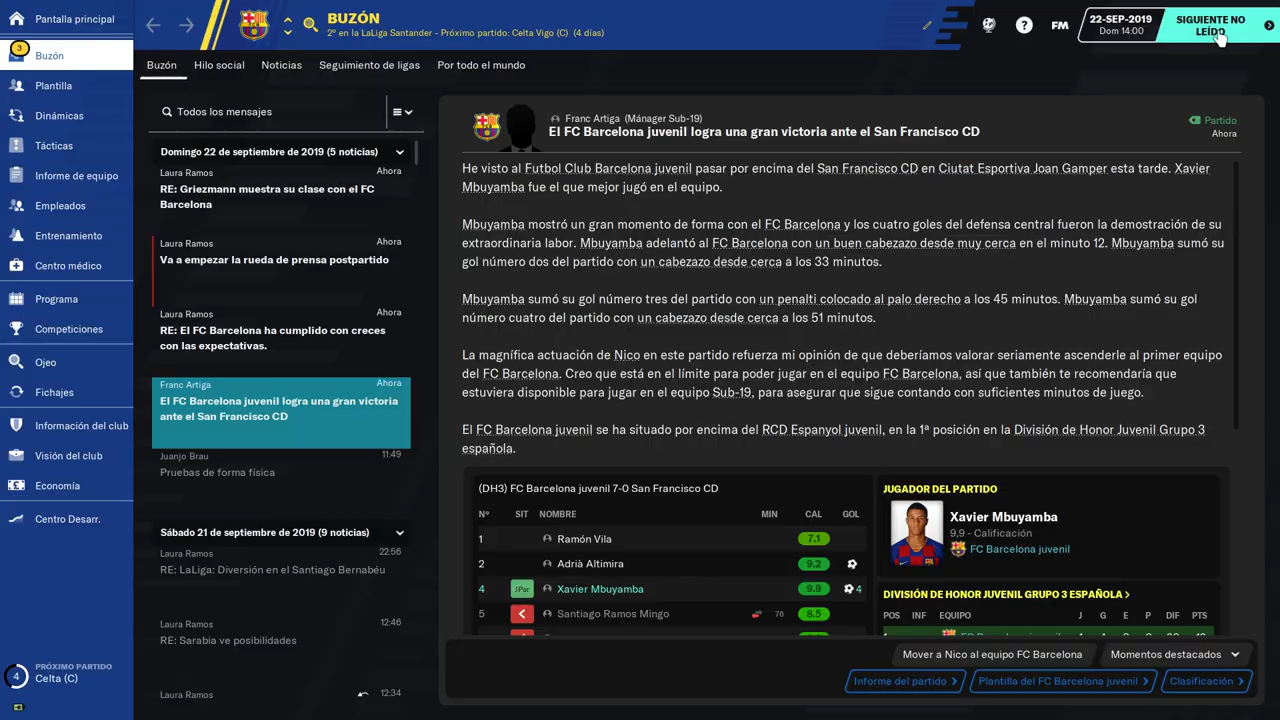 Pantalla principal
3
Buzón
Plantilla
Dinámicas
Tácticas
Informe de equipo
Empleados
Entrenamiento
Centro médico
Programa
Competiciones
Ojeo
Fichajes
Información del club
Visión del club
Economía
Centro Desarr.
4
PRÓXIMO PARTIDO
Celta (C)
BUZÓN
2º en la LaLiga Santander - Próximo partido: Celta Vigo (C) (4 días)
?
FM
22-SEP-2019
Dom 14:00
SIGUIENTE NO
LEÍDO
Buzón
Hilo social
Noticias
Seguimiento de ligas
Por todo el mundo
Todos los mensajes
Domingo 22 de septiembre de 2019 (5 noticias)
Laura Ramos Ahora
RE: Griezmann muestra su clase con el FC
Barcelona
Laura Ramos Ahora
Va a empezar la rueda de prensa postpartido
Laura Ramos Ahora
RE: El FC Barcelona ha cumplido con creces
con las expectativas.
Franc Artiga Ahora
El FC Barcelona juvenil logra una gran victoria
ante el San Francisco CD
Juanjo Brau 11:49
Pruebas de forma física
Sábado 21 de septiembre de 2019 (9 noticias)
Laura Ramos 22:56
RE: LaLiga: Diversión en el Santiago Bernabéu
Laura Ramos 12:46
RE: Sarabia ve posibilidades
Laura Ramos 12:34
Franc Artiga (Mánager Sub-19)
El FC Barcelona juvenil logra una gran victoria ante el San Francisco CD
Partido
Ahora
He visto al Futbol Club Barcelona juvenil pasar por encima del San Francisco CD en Ciutat Esportiva Joan Gamper esta tarde. Xavier
Mbuyamba fue el que mejor jugó en el equipo.
Mbuyamba mostró un gran momento de forma con el FC Barcelona y los cuatro goles del defensa central fueron la demostración de su
extraordinaria labor. Mbuyamba adelantó al FC Barcelona con un buen cabezazo desde muy cerca en el minuto 12. Mbuyamba sumó su
gol número dos del partido con un cabezazo desde cerca a los 33 minutos.
Mbuyamba sumó su gol número tres del partido con un penalti colocado al palo derecho a los 45 minutos. Mbuyamba sumó su gol
número cuatro del partido con un cabezazo desde cerca a los 51 minutos.
La magnífica actuación de Nico en este partido refuerza mi opinión de que deberíamos valorar seriamente ascenderle al primer equipo
del FC Barcelona. Creo que está en el límite para poder jugar en el equipo FC Barcelona, así que también te recomendaría que
estuviera disponible para jugar en el equipo Sub-19, para asegurar que sigue contando con suficientes minutos de juego.
El FC Barcelona juvenil se ha situado por encima del RCD Espanyol juvenil, en la 1ª posición en la División de Honor Juvenil Grupo 3
española.
(DH3) FC Barcelona juvenil 7-0 San Francisco CD
Nº SIT NOMBRE MIN CAL GOL
1 Ramón Vila 7.1
2 Adrià Altimira 9.2
4 JPar Xavier Mbuyamba 9.9 4
5 Santiago Ramos Mingo 76 8.5
JUGADOR DEL PARTIDO
Xavier Mbuyamba
9,9 - Calificación
FC Barcelona juvenil
DIVISIÓN DE HONOR JUVENIL GRUPO 3 ESPAÑOLA
POS INF EQUIPO J G E P DIF PTS
Mover a Nico al equipo FC Barcelona
Momentos destacados
Informe del partido
Plantilla del FC Barcelona juvenil
Clasificación